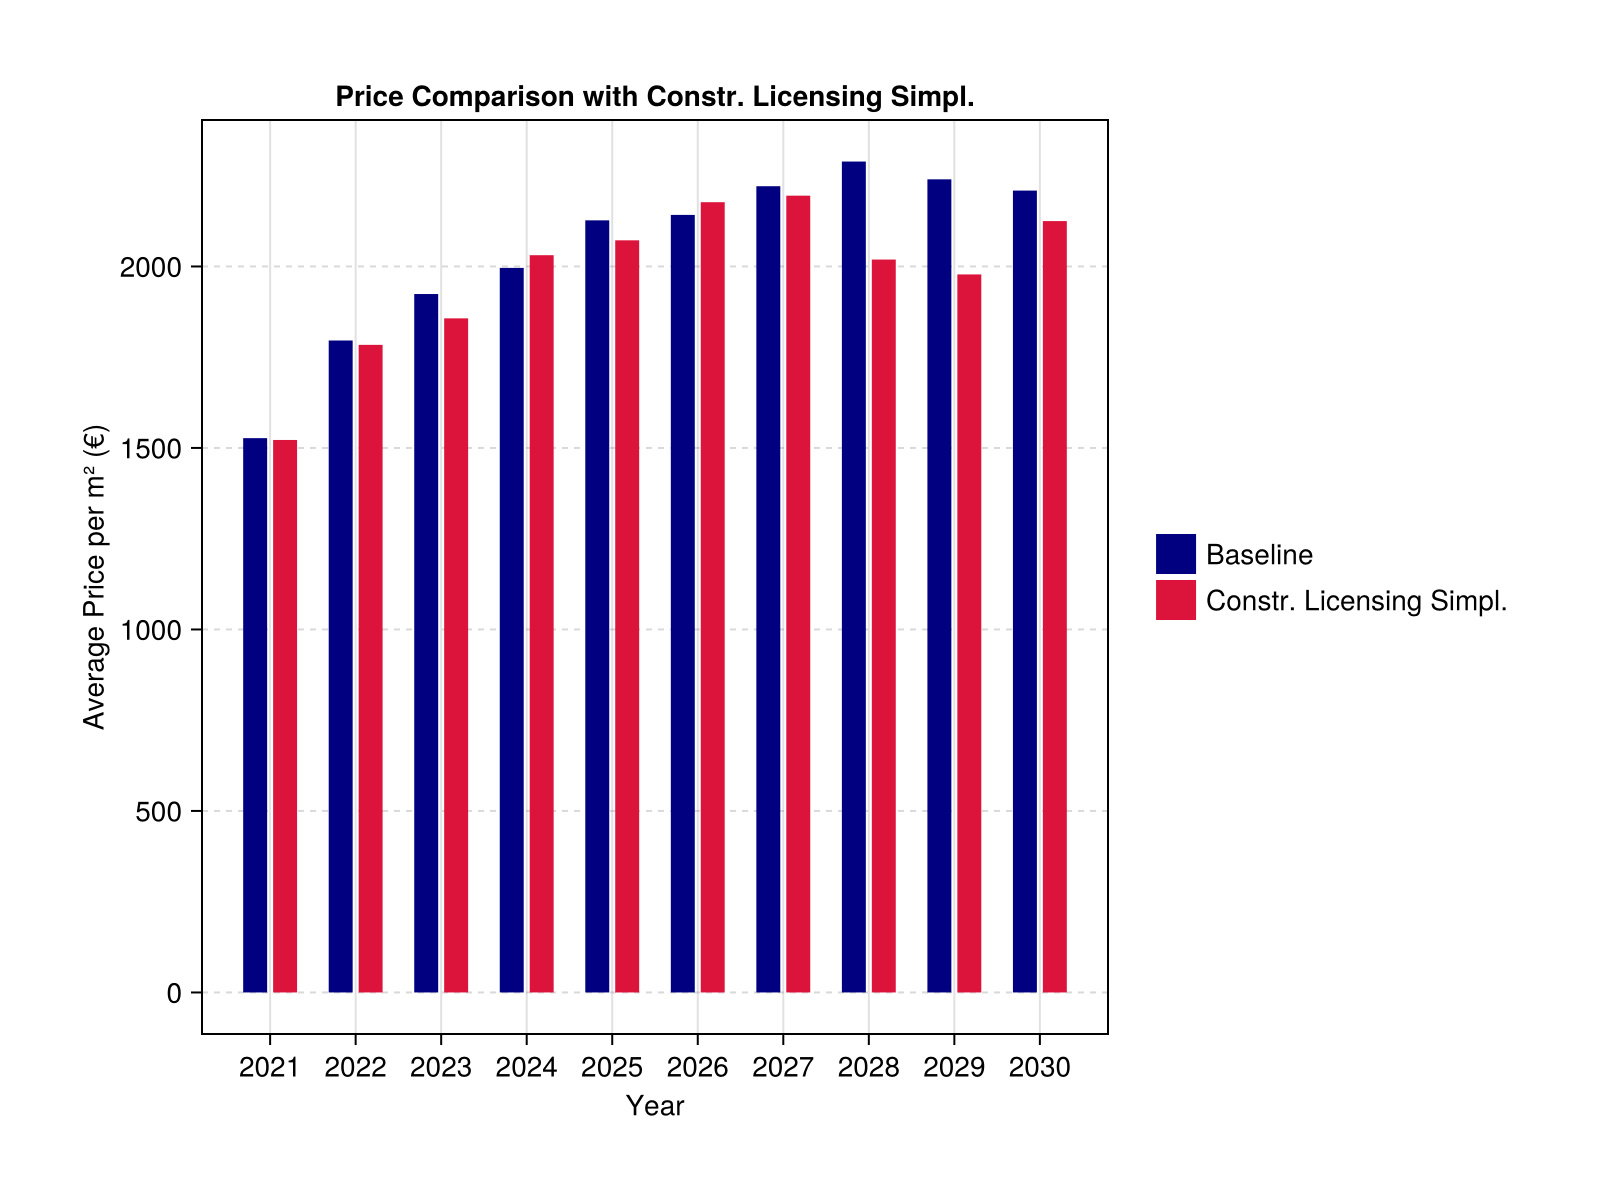 Price Comparison with Constr. Licensing Simpl.
Average Price per m² (€)
2000
1500
1000
500
0
2021 2022 2023 2024 2025 2026 2027 2028 2029 2030
Year
Baseline
Constr. Licensing Simpl.